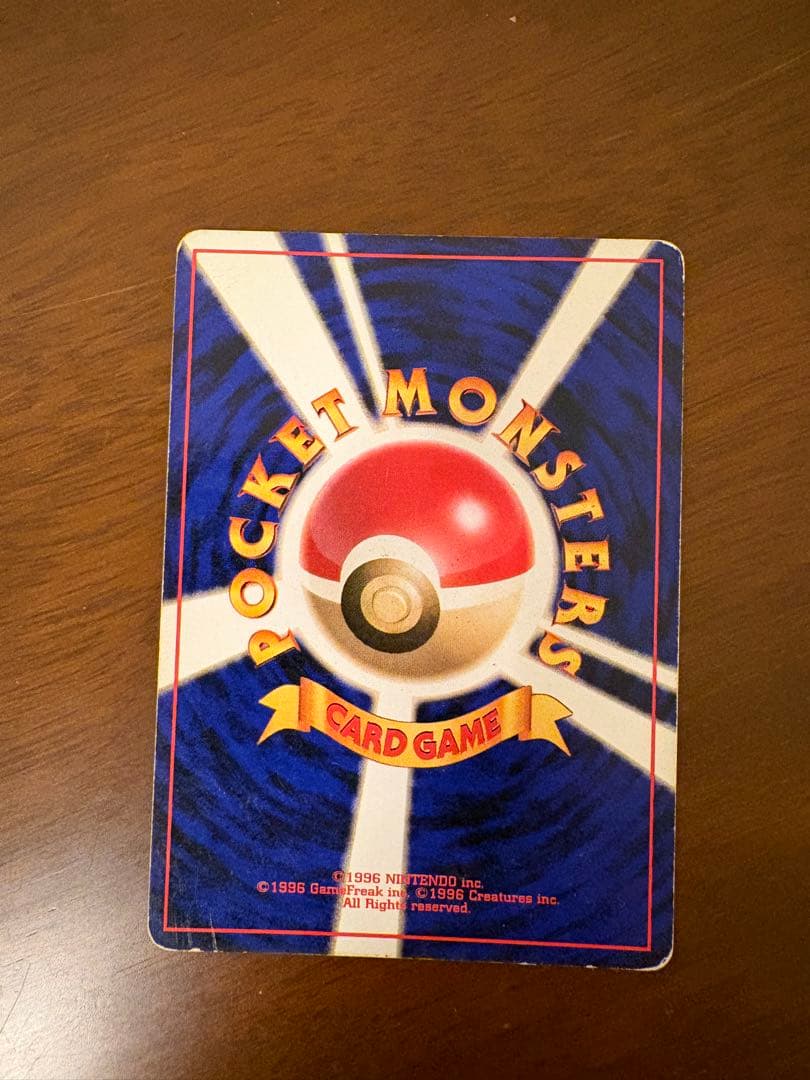 POCKET MONSTERS
CARD GAME
©1996 NINTENDO inc.
©1996 GameFreak inc. ©1996 Creatures inc.
All Rights reserved.